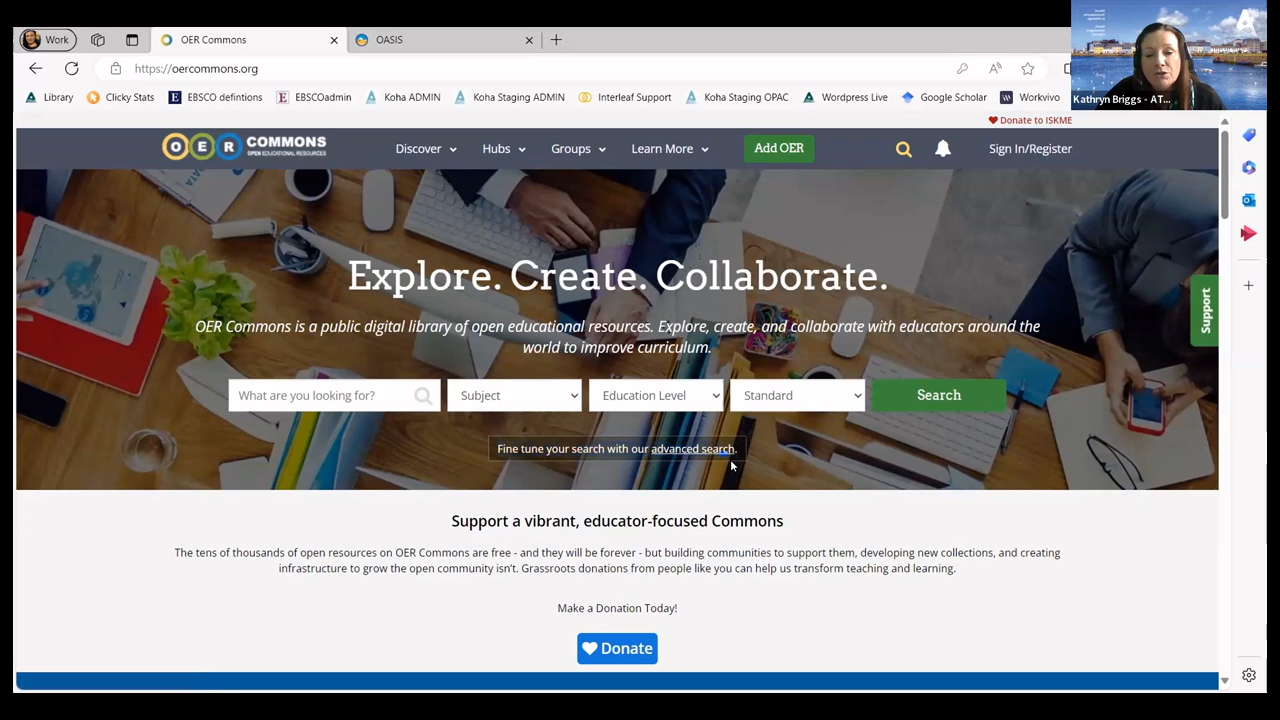 Work
OER Commons
OASIS
https://oercommons.org
Library
Clicky Stats
EBSCO defintions
EBSCOadmin
Koha ADMIN
Koha Staging ADMIN
Interleaf Support
Koha Staging OPAC
Wordpress Live
Google Scholar
Workvivo
Kathryn Briggs - AT...
Donate to ISKME
OER COMMONS
OPEN EDUCATIONAL RESOURCES
Discover
Hubs
Groups
Learn More
Add OER
Sign In/Register
Explore. Create. Collaborate.
OER Commons is a public digital library of open educational resources. Explore, create, and collaborate with educators around the
world to improve curriculum.
What are you looking for?
Subject
Education Level
Standard
Search
Fine tune your search with our advanced search.
Support
Support a vibrant, educator-focused Commons
The tens of thousands of open resources on OER Commons are free - and they will be forever - but building communities to support them, developing new collections, and creating
infrastructure to grow the open community isn't. Grassroots donations from people like you can help us transform teaching and learning.
Make a Donation Today!
Donate